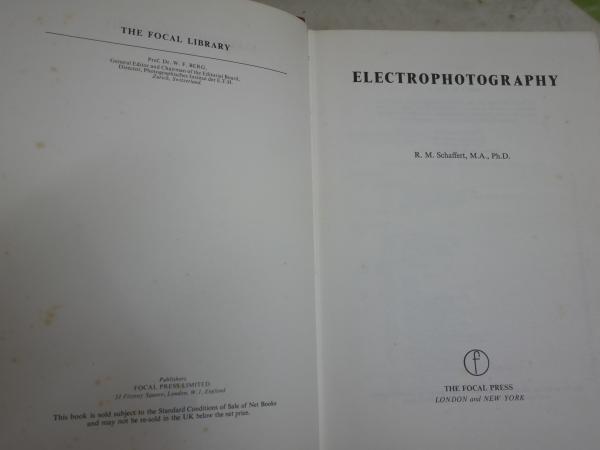 THE FOCAL LIBRARY
Prof. Dr. W. F. BERG,
General Editor and Chairman of the Editorial Board,
Director, Photographisches Institut der E.T.H.
Zurich, Switzerland
Publishers
FOCAL PRESS LIMITED
31 Fitzroy Square, London, W.1, England
This book is sold subject to the Standard Conditions of Sale of Net Books
and may not be re-sold in the UK below the net price.
ELECTROPHOTOGRAPHY
R. M. Schaffert, M.A., Ph.D.
f
THE FOCAL PRESS
LONDON and NEW YORK